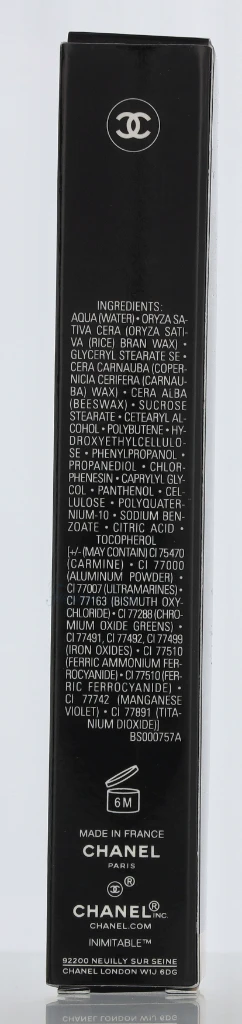 INGREDIENTS:
AQUA (WATER) • ORYZA SA-
TIVA CERA (ORYZA SATI-
VA (RICE) BRAN WAX) •
GLYCERYL STEARATE SE •
CERA CARNAUBA (COPER-
NICIA CERIFERA (CARNAU-
BA) WAX) • CERA ALBA
(BEESWAX) • SUCROSE
STEARATE • CETEARYL AL-
COHOL • POLYBUTENE • HY-
DROXYETHYLCELLULO-
SE • PHENYLPROPANOL •
PROPANEDIOL • CHLOR-
PHENESIN • CAPRYLYL GLY-
COL • PANTHENOL • CEL-
LULOSE • POLYQUATER-
NIUM-10 • SODIUM BEN-
ZOATE • CITRIC ACID •
TOCOPHEROL
[+/- (MAY CONTAIN) CI 75470
(CARMINE) • CI 77000
(ALUMINUM POWDER) •
CI 77007 (ULTRAMARINES) •
CI 77163 (BISMUTH OXY-
CHLORIDE) • CI 77288 (CHRO-
MIUM OXIDE GREENS) •
CI 77491, CI 77492, CI 77499
(IRON OXIDES) • CI 77510
(FERRIC AMMONIUM FER-
ROCYANIDE) • CI 77510 (FER-
RIC FERROCYANIDE) •
CI 77742 (MANGANESE
VIOLET) • CI 77891 (TITA-
NIUM DIOXIDE)]
BS000757A
6M
MADE IN FRANCE
CHANEL
PARIS
®
CHANEL® INC.
CHANEL.COM
INIMITABLE™
92200 NEUILLY SUR SEINE
CHANEL LONDON W1J 6DG